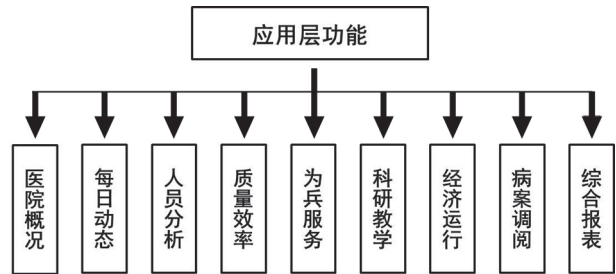 应用层功能
医院概况
每日动态
人员分析
质量效率
为兵服务
科研教学
经济运行
病案调阅
综合报表